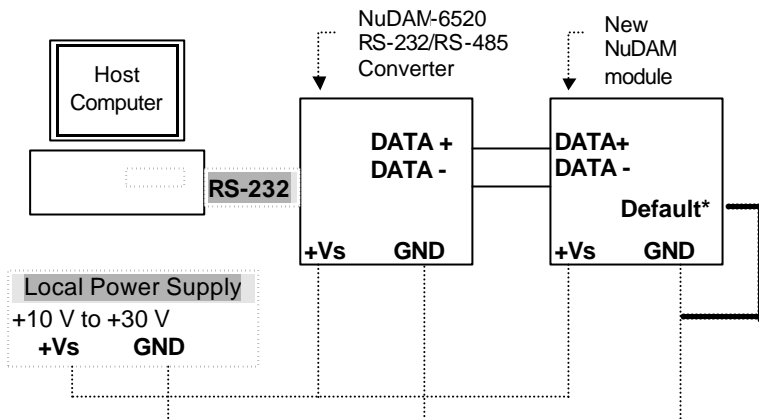 NuDAM-6520
RS-232/RS-485
Converter
New
NuDAM
module
Host
Computer
DATA +
DATA -
DATA+
DATA -
RS-232
Default*
+Vs GND
+Vs GND
Local Power Supply
+10 V to +30 V
+Vs GND